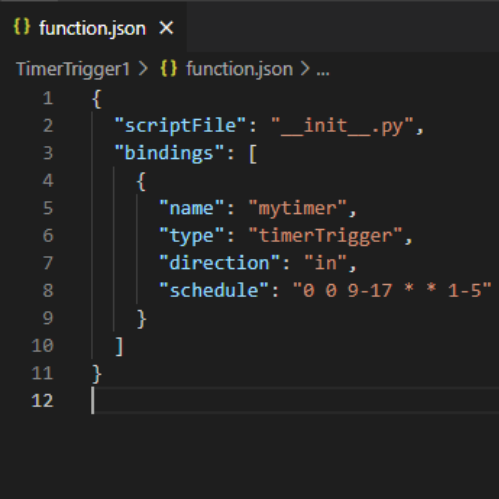 {} function.json ×
TimerTrigger1 > {} function.json > ...
1 {
2 "scriptFile": "__init__.py",
3 "bindings": [
4 {
5 "name": "mytimer",
6 "type": "timerTrigger",
7 "direction": "in",
8 "schedule": "0 0 9-17 * * 1-5"
9 }
10 ]
11 }
12